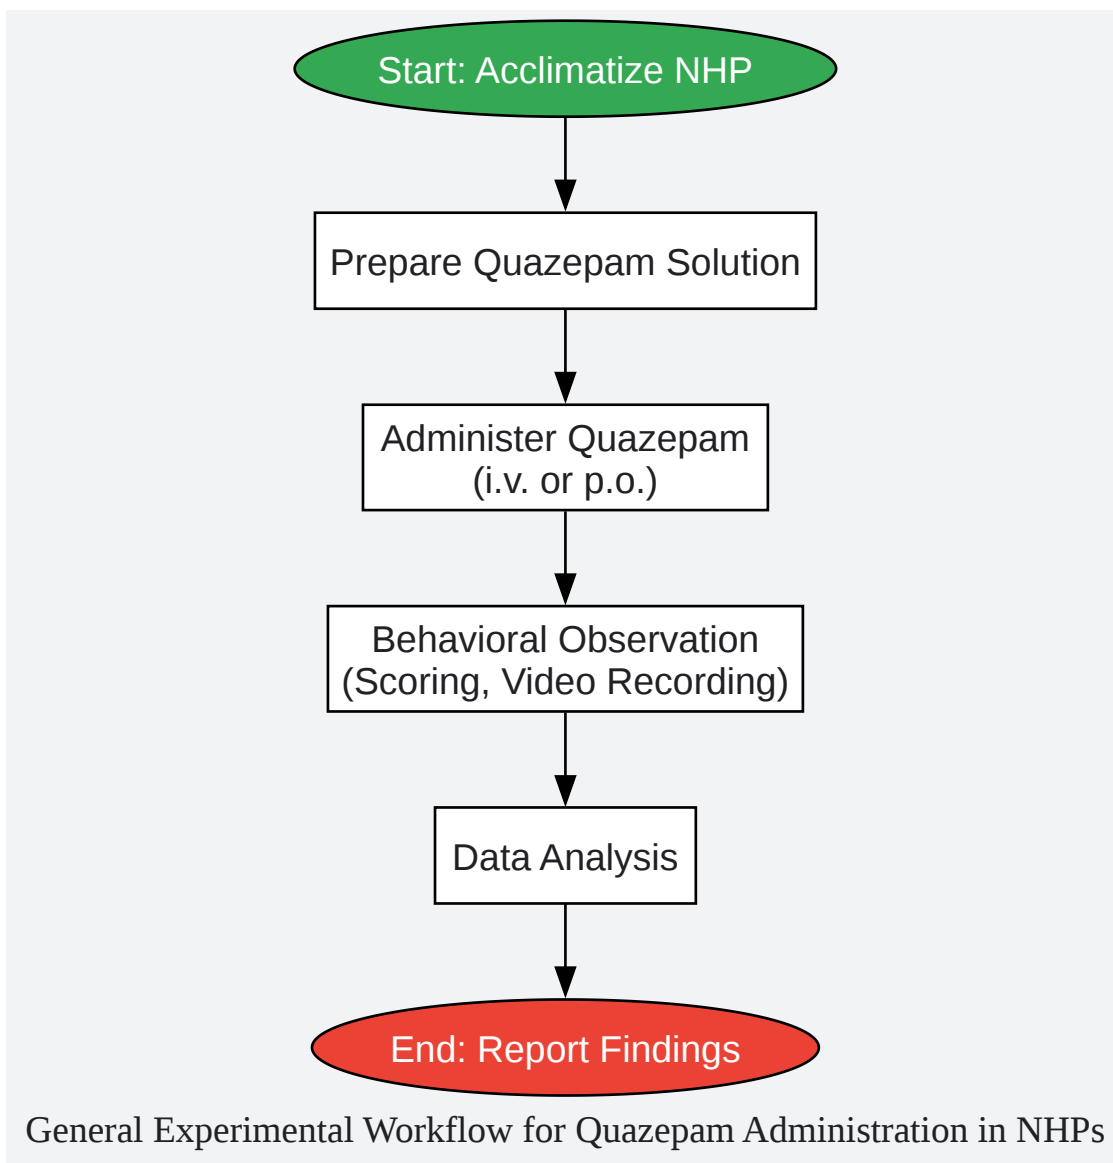 Start: Acclimatize NHP
Prepare Quazepam Solution
Administer Quazepam
(i.v. or p.o.)
Behavioral Observation
(Scoring, Video Recording)
Data Analysis
End: Report Findings
General Experimental Workflow for Quazepam Administration in NHPs